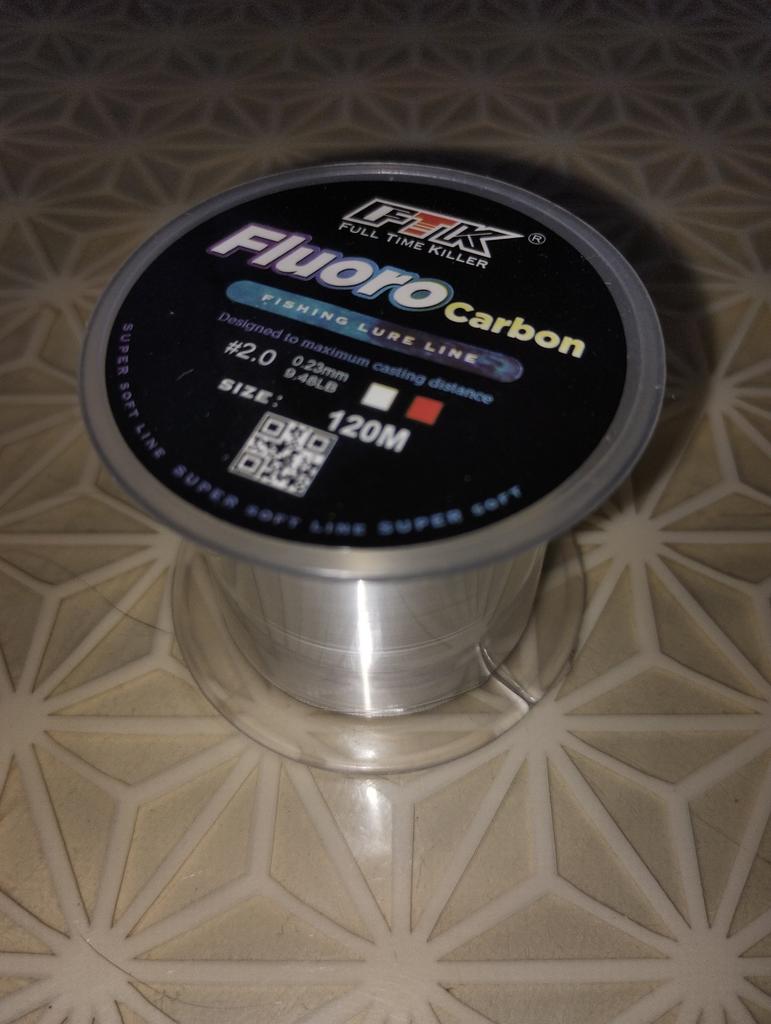 FTK ®
FULL TIME KILLER
Fluoro Carbon
FISHING LURE LINE
Designed to maximum casting distance
#2.0 0.23mm
9.48LB
SIZE:
120M
SUPER SOFT LINE SUPER SOFT LINE SUPER SOFT